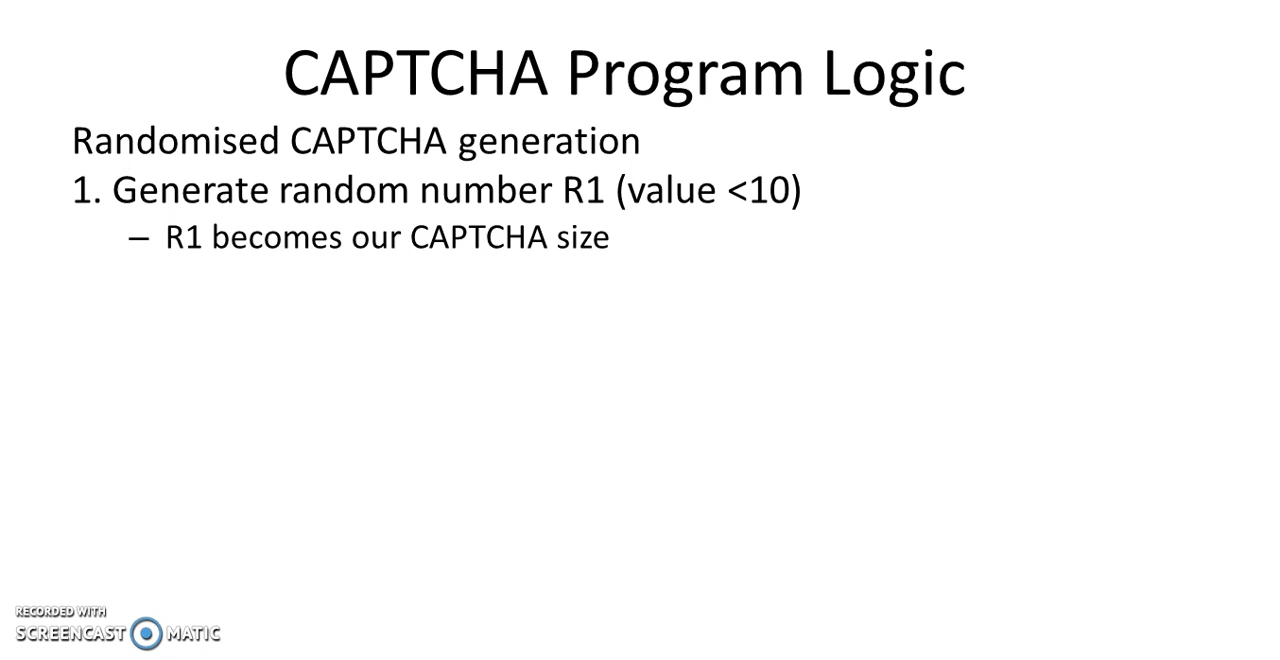 CAPTCHA Program Logic
Randomised CAPTCHA generation
1. Generate random number R1 (value <10)
– R1 becomes our CAPTCHA size
RECORDED WITH
SCREENCAST MATIC